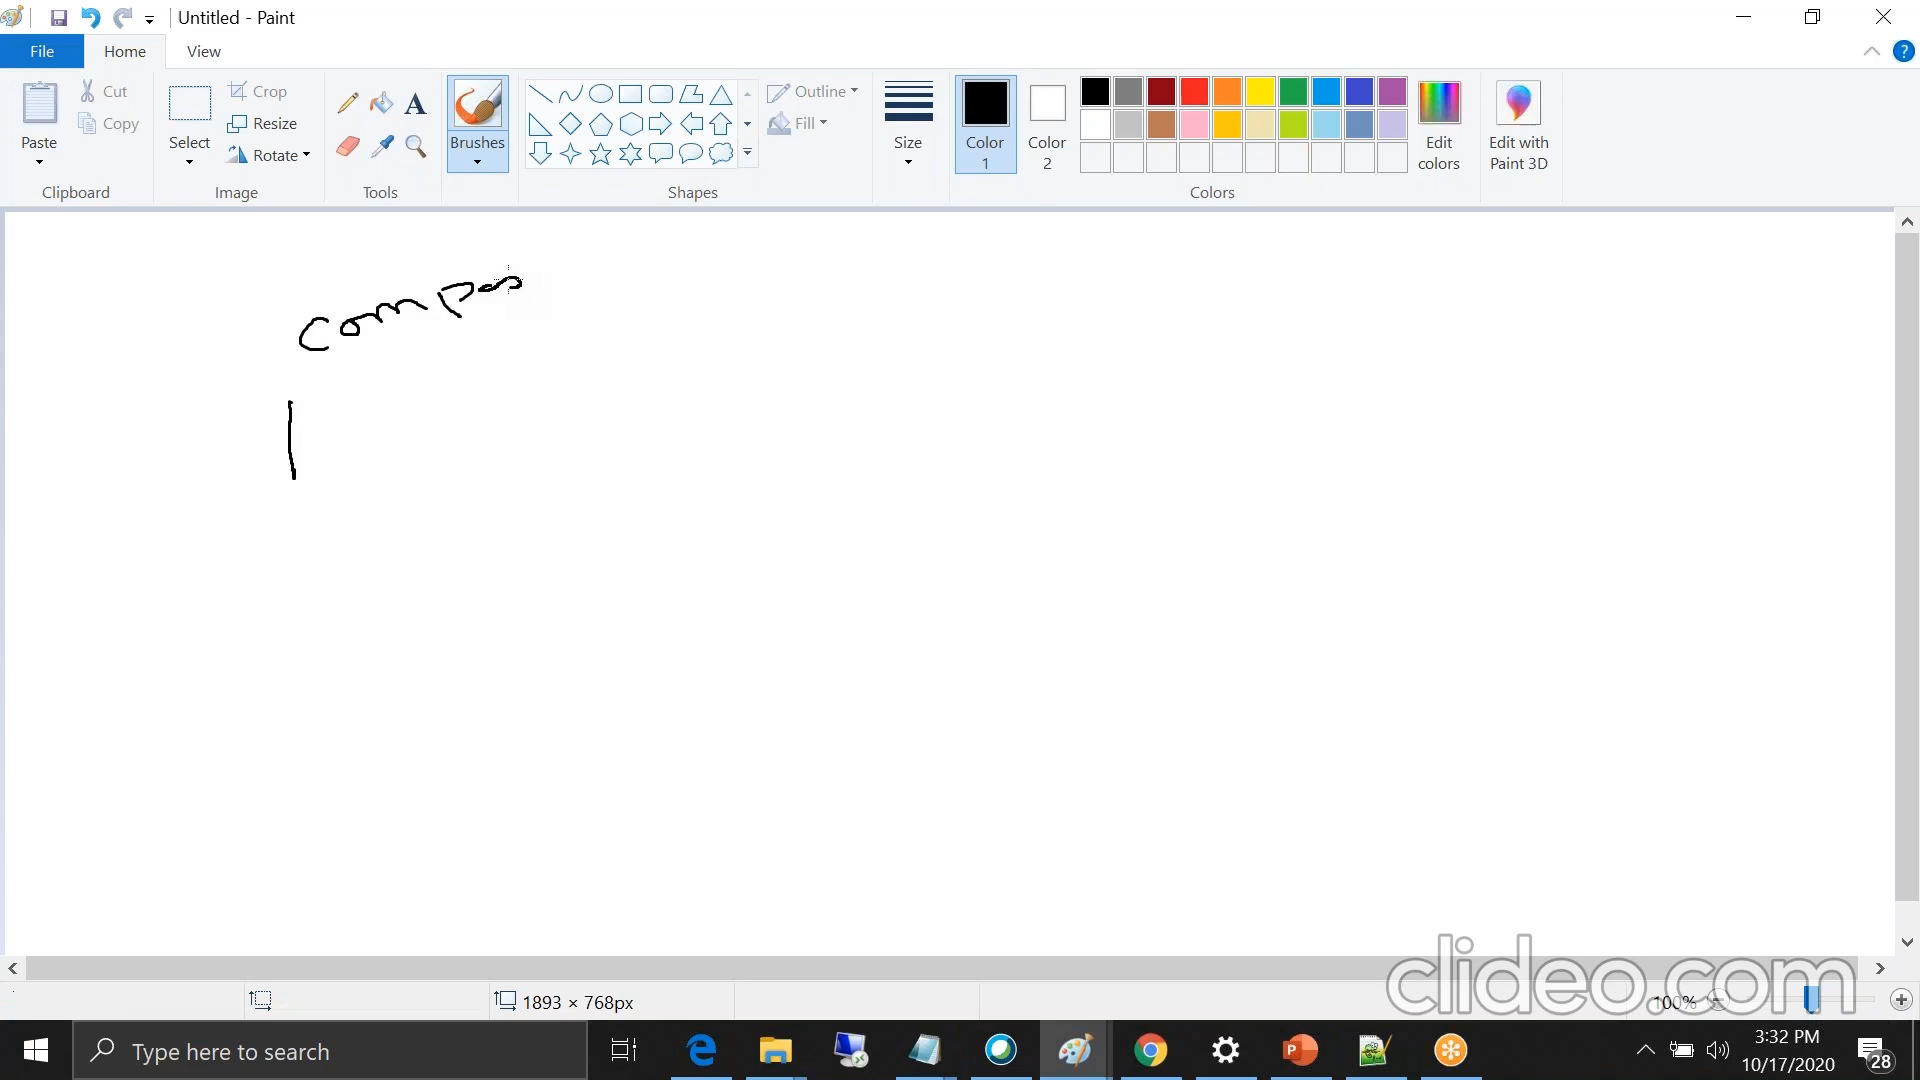 Untitled - Paint
File
Home
View
Paste
Cut
Copy
Clipboard
Select
Crop
Resize
Rotate
Image
Tools
Brushes
Shapes
Outline
Fill
Size
Color 1
Color 2
Edit colors
Colors
Edit with Paint 3D
?
Comp
clideo.com
1893 × 768px
100%
Type here to search
3:32 PM
10/17/2020
28